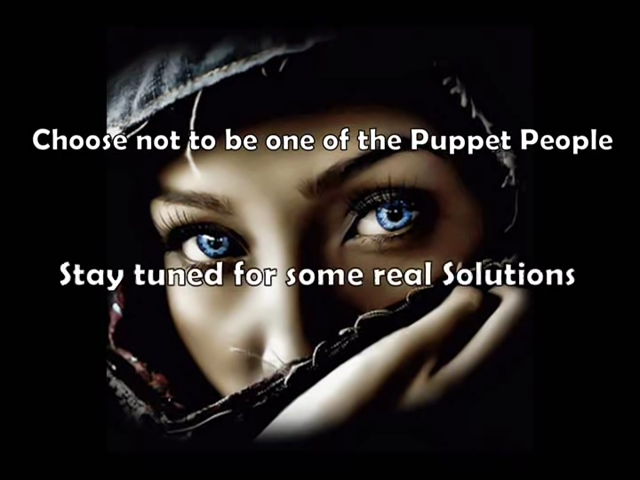 Choose not to be one of the Puppet People
Stay tuned for some real Solutions